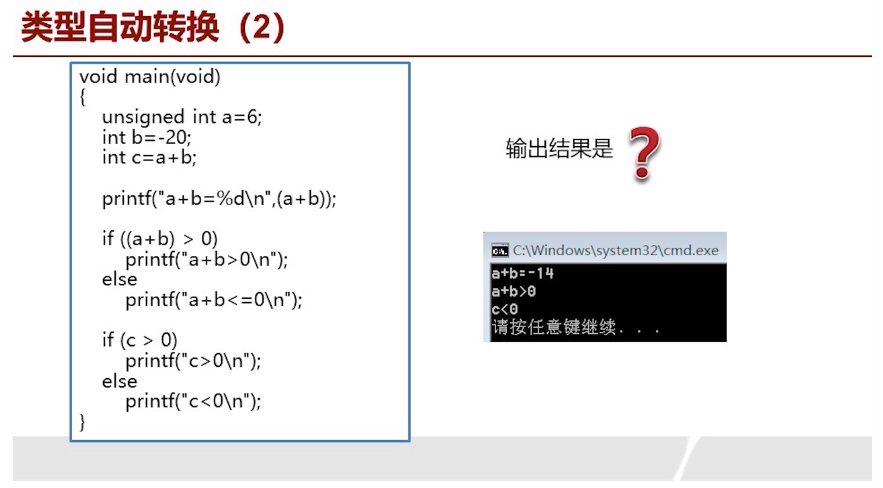 类型自动转换（2）
void main(void)
{
unsigned int a=6;
int b=-20;
int c=a+b;
printf("a+b=%d\n",(a+b));
if ((a+b) > 0)
printf("a+b>0\n");
else
printf("a+b<=0\n");
if (c > 0)
printf("c>0\n");
else
printf("c<0\n");
}
输出结果是 ?
C:\Windows\system32\cmd.exe
a+b=-14
a+b>0
c<0
请按任意键继续. . .